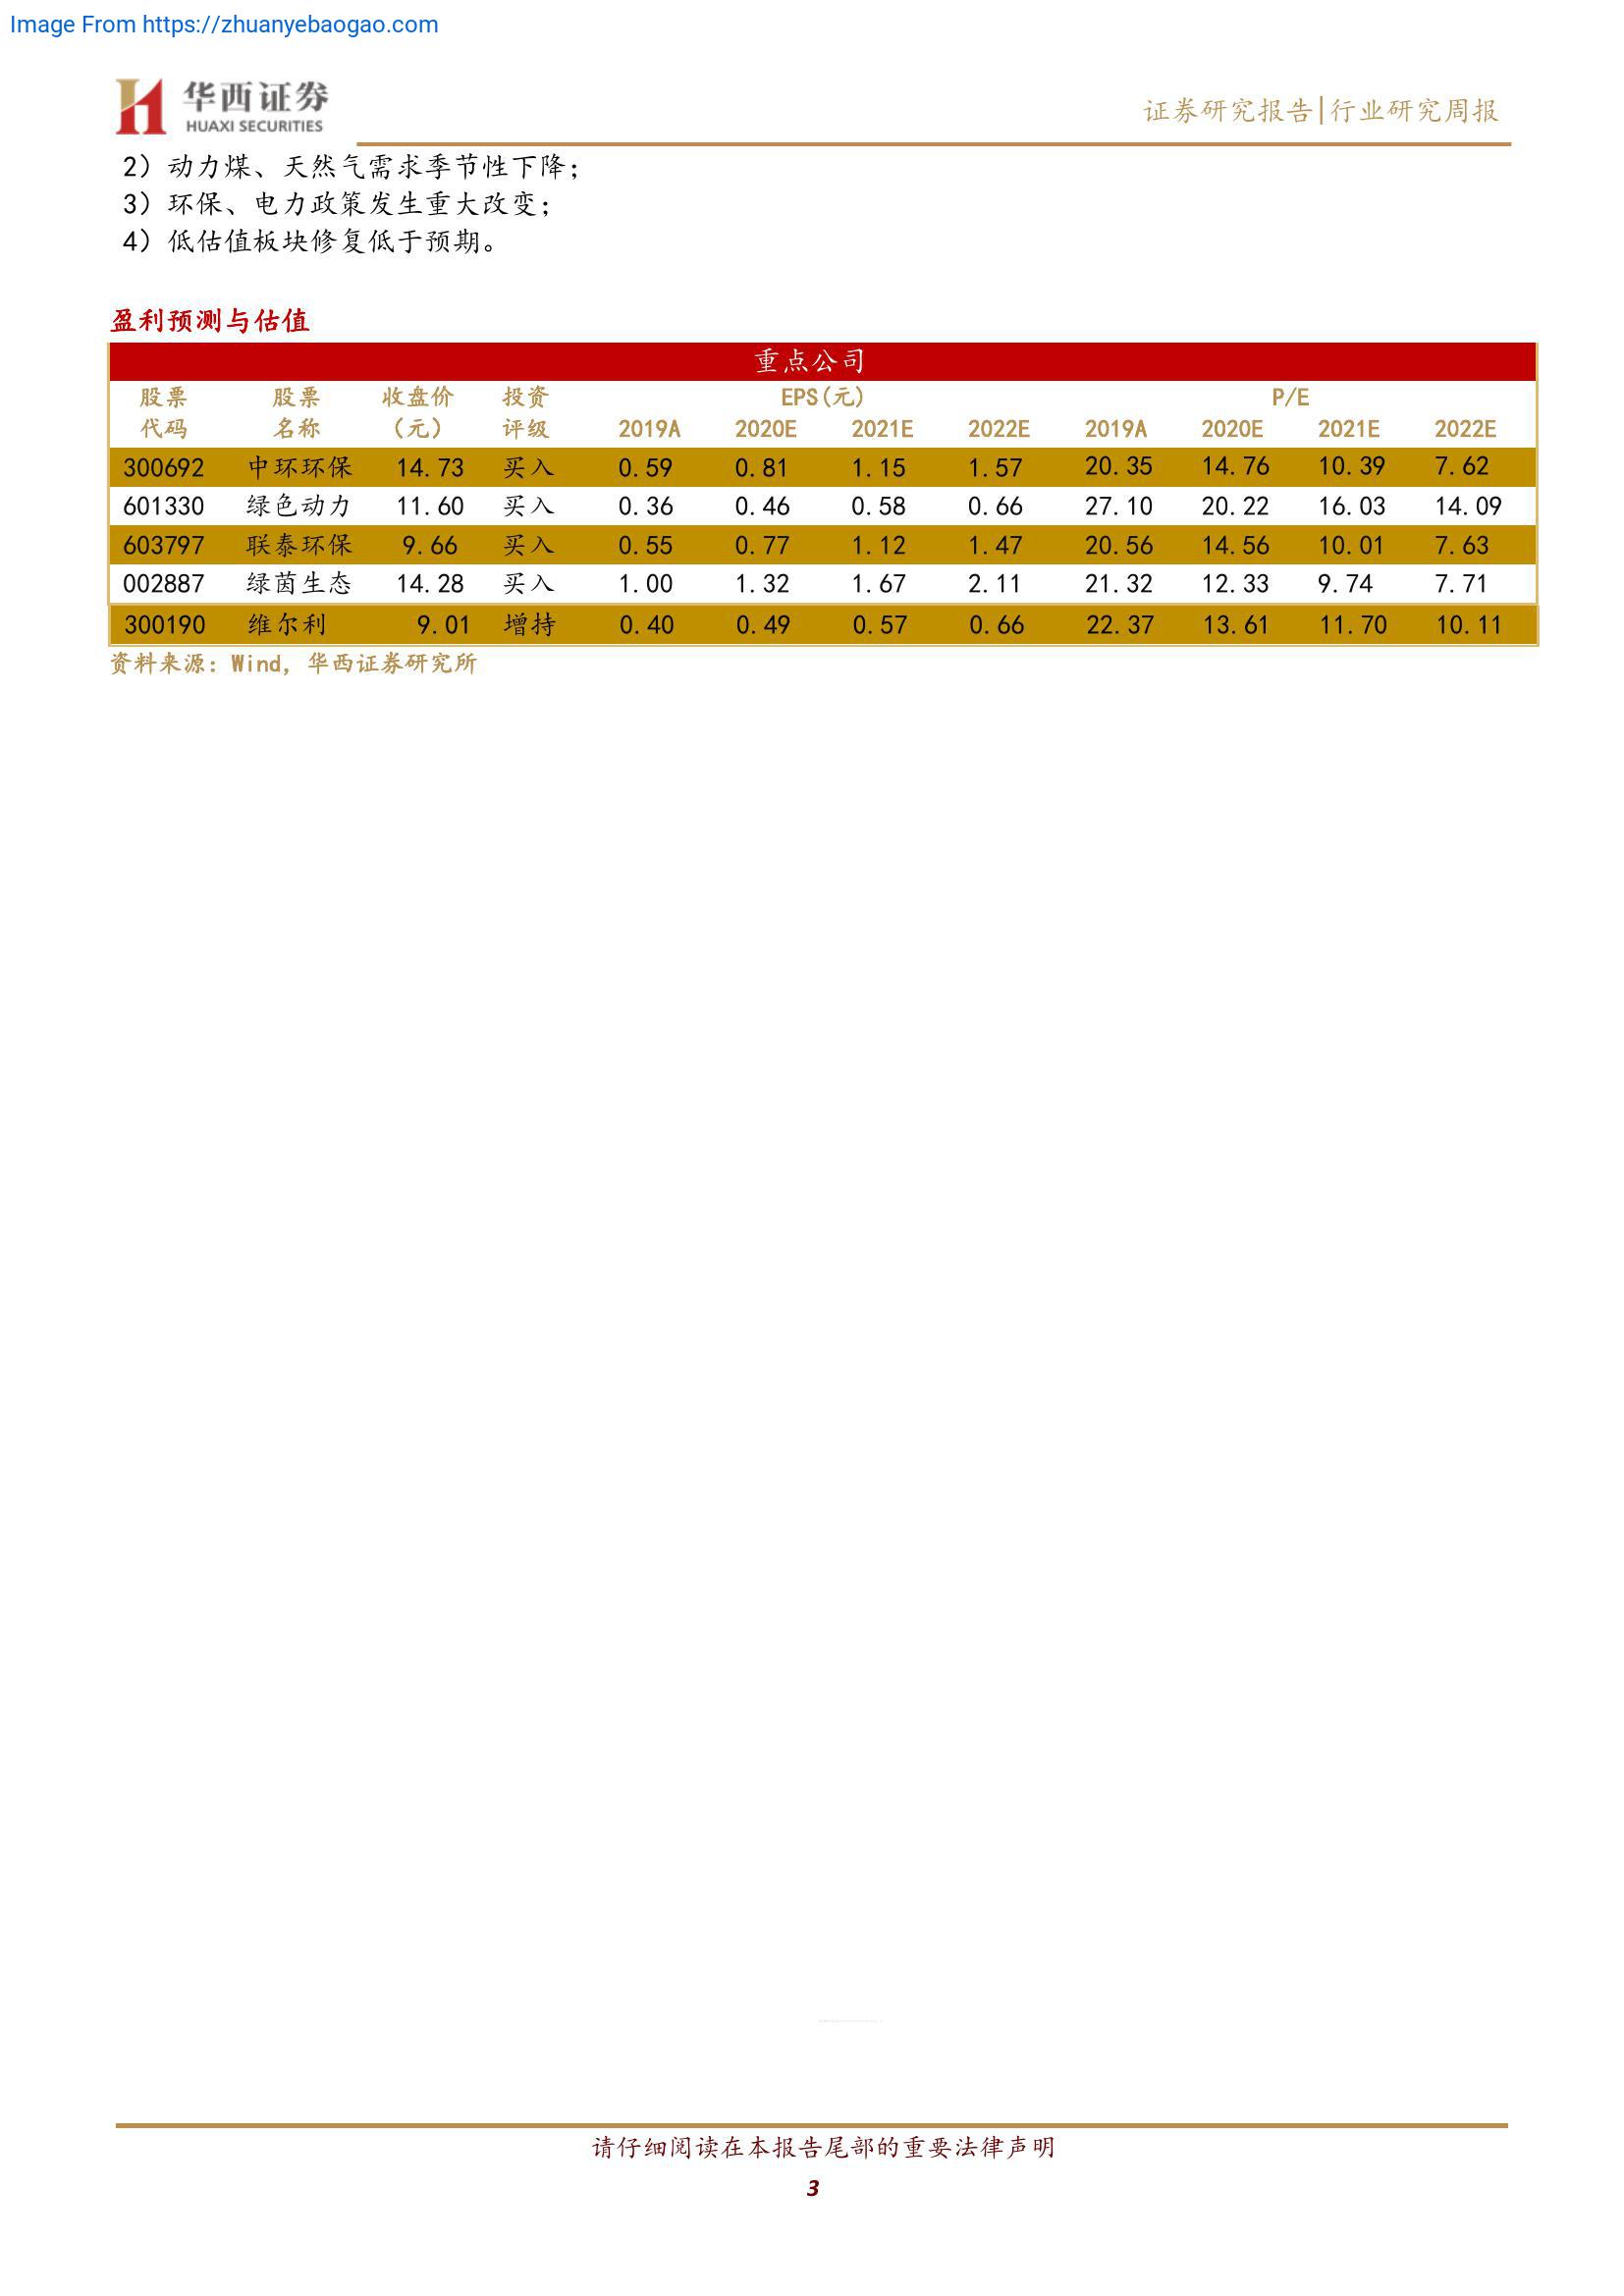 Image From https://zhuanyebaogao.com
华西证券
HUAXI SECURITIES
证券研究报告|行业研究周报
2）动力煤、天然气需求季节性下降；
3）环保、电力政策发生重大改变；
4）低估值板块修复低于预期。
盈利预测与估值
重点公司
股票 股票 收盘价 投资 EPS(元) P/E
代码 名称 （元） 评级 2019A 2020E 2021E 2022E 2019A 2020E 2021E 2022E
300692 中环环保 14.73 买入 0.59 0.81 1.15 1.57 20.35 14.76 10.39 7.62
601330 绿色动力 11.60 买入 0.36 0.46 0.58 0.66 27.10 20.22 16.03 14.09
603797 联泰环保 9.66 买入 0.55 0.77 1.12 1.47 20.56 14.56 10.01 7.63
002887 绿茵生态 14.28 买入 1.00 1.32 1.67 2.11 21.32 12.33 9.74 7.71
300190 维尔利 9.01 增持 0.40 0.49 0.57 0.66 22.37 13.61 11.70 10.11
资料来源：Wind，华西证券研究所
请仔细阅读在本报告尾部的重要法律声明
3